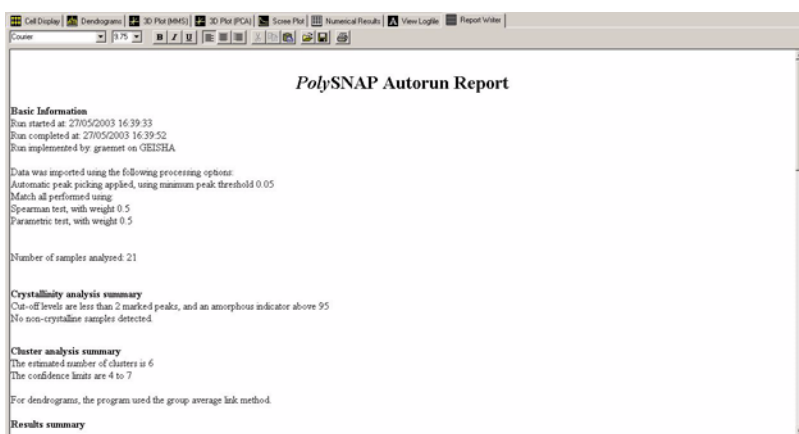 Cell Display Dendrograms 3D Plot (MMS) 3D Plot (PCA) Scree Plot Numerical Results View Logfile Report Writer
Courier 9.75 B I U
PolySNAP Autorun Report
Basic Information
Run started at: 27/05/2003 16:39:33
Run completed at: 27/05/2003 16:39:52
Run implemented by: graemet on GEISHA
Data was imported using the following processing options:
Automatic peak picking applied, using minimum peak threshold 0.05
Match all performed using:
Spearman test, with weight 0.5
Parametric test, with weight 0.5
Number of samples analysed: 21
Crystallinity analysis summary
Cut-off levels are less than 2 marked peaks, and an amorphous indicator above 95
No non-crystalline samples detected.
Cluster analysis summary
The estimated number of clusters is 6
The confidence limits are 4 to 7
For dendrograms, the program used the group average link method.
Results summary